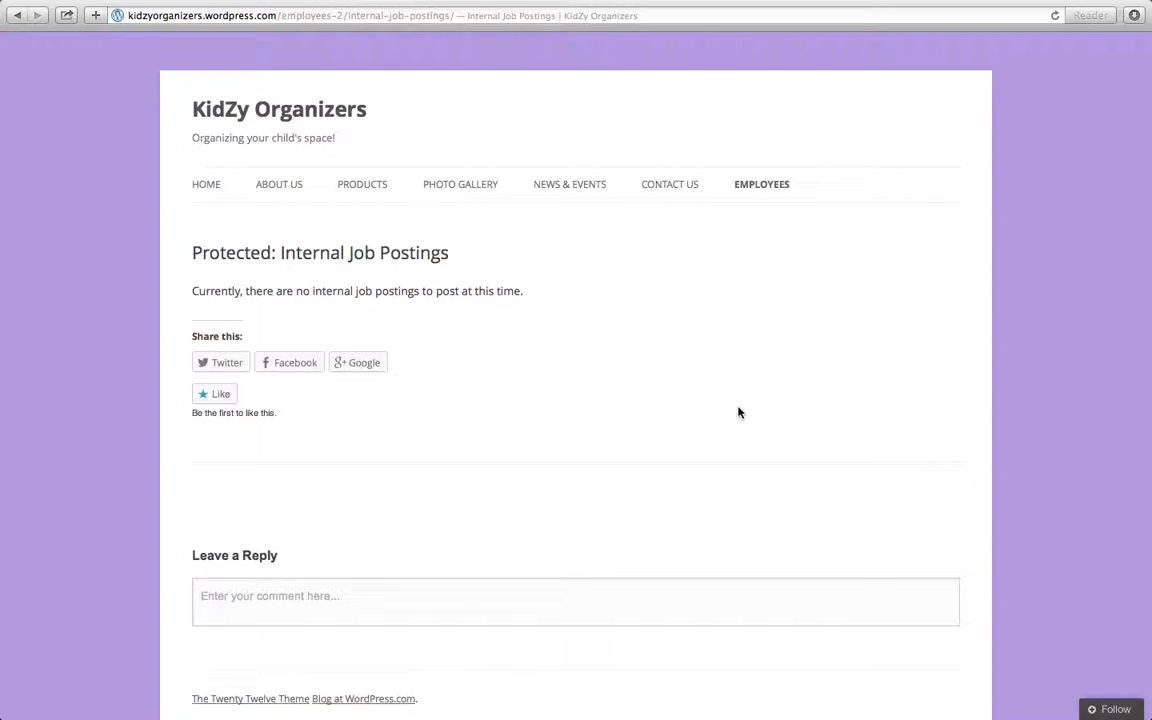 kidzyorganizers.wordpress.com/employees-2/internal-job-postings/ — Internal Job Postings | KidZy Organizers
Reader
KidZy Organizers
Organizing your child's space!
HOME ABOUT US PRODUCTS PHOTO GALLERY NEWS & EVENTS CONTACT US EMPLOYEES
Protected: Internal Job Postings
Currently, there are no internal job postings to post at this time.
Share this:
Twitter Facebook Google
Like
Be the first to like this.
Leave a Reply
Enter your comment here...
The Twenty Twelve Theme Blog at WordPress.com.
Follow